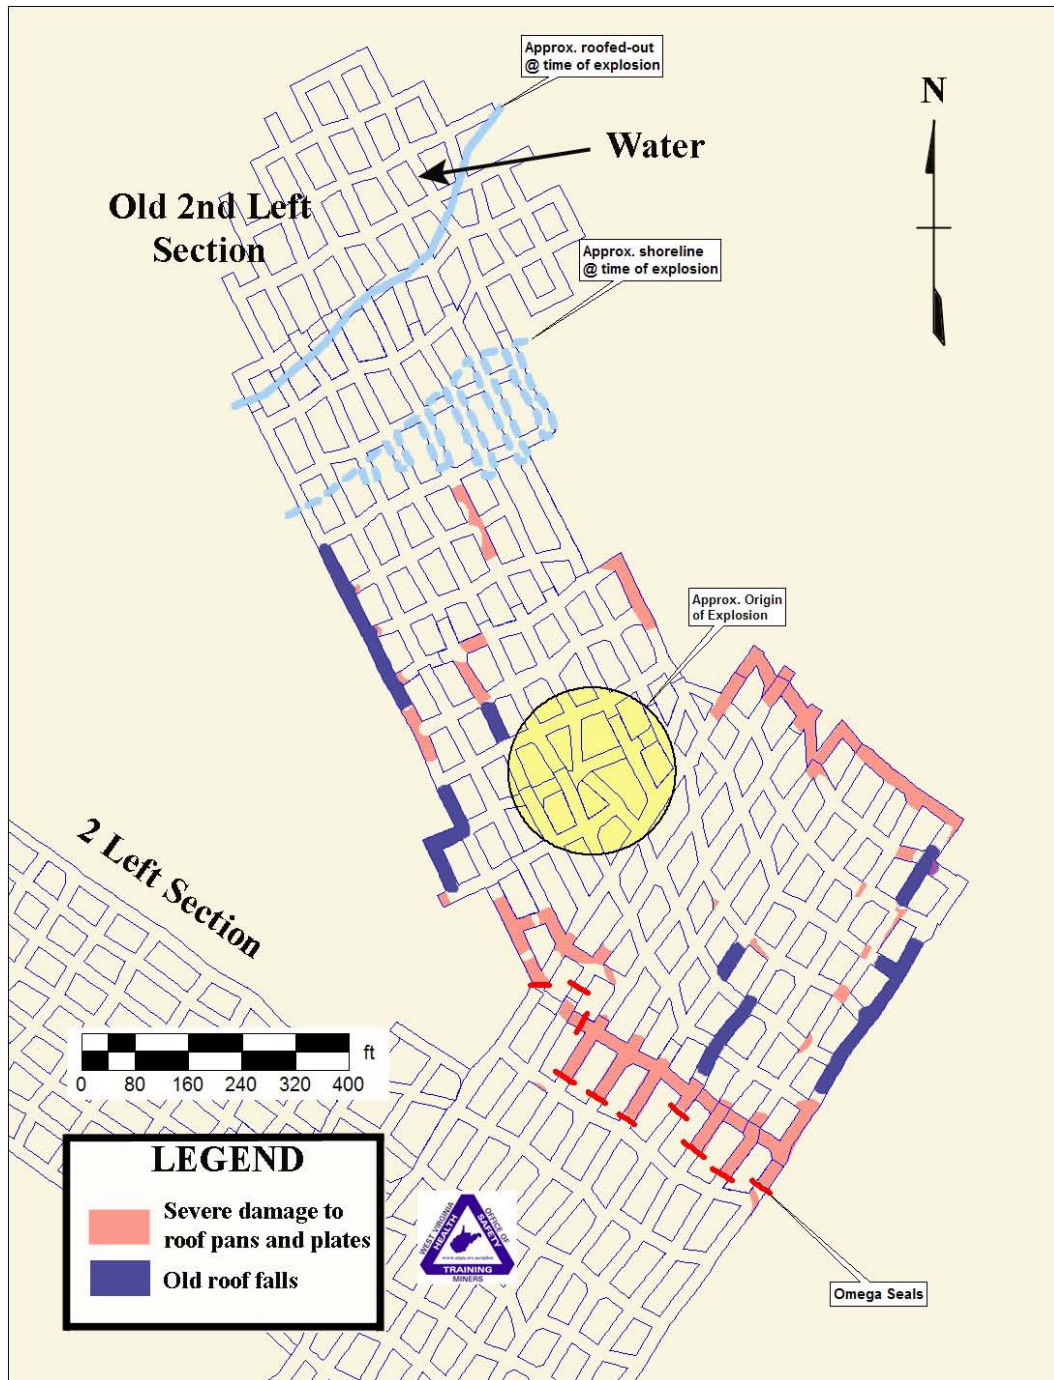 Approx. roofed-out
@ time of explosion
N
Water
Old 2nd Left
Section
Approx. shoreline
@ time of explosion
Approx. Origin
of Explosion
2 Left Section
ft
0 80 160 240 320 400
LEGEND
Severe damage to
roof pans and plates
Old roof falls
WEST VIRGINIA
OFFICE OF
HEALTH
SAFETY
TRAINING
MINERS
Omega Seals